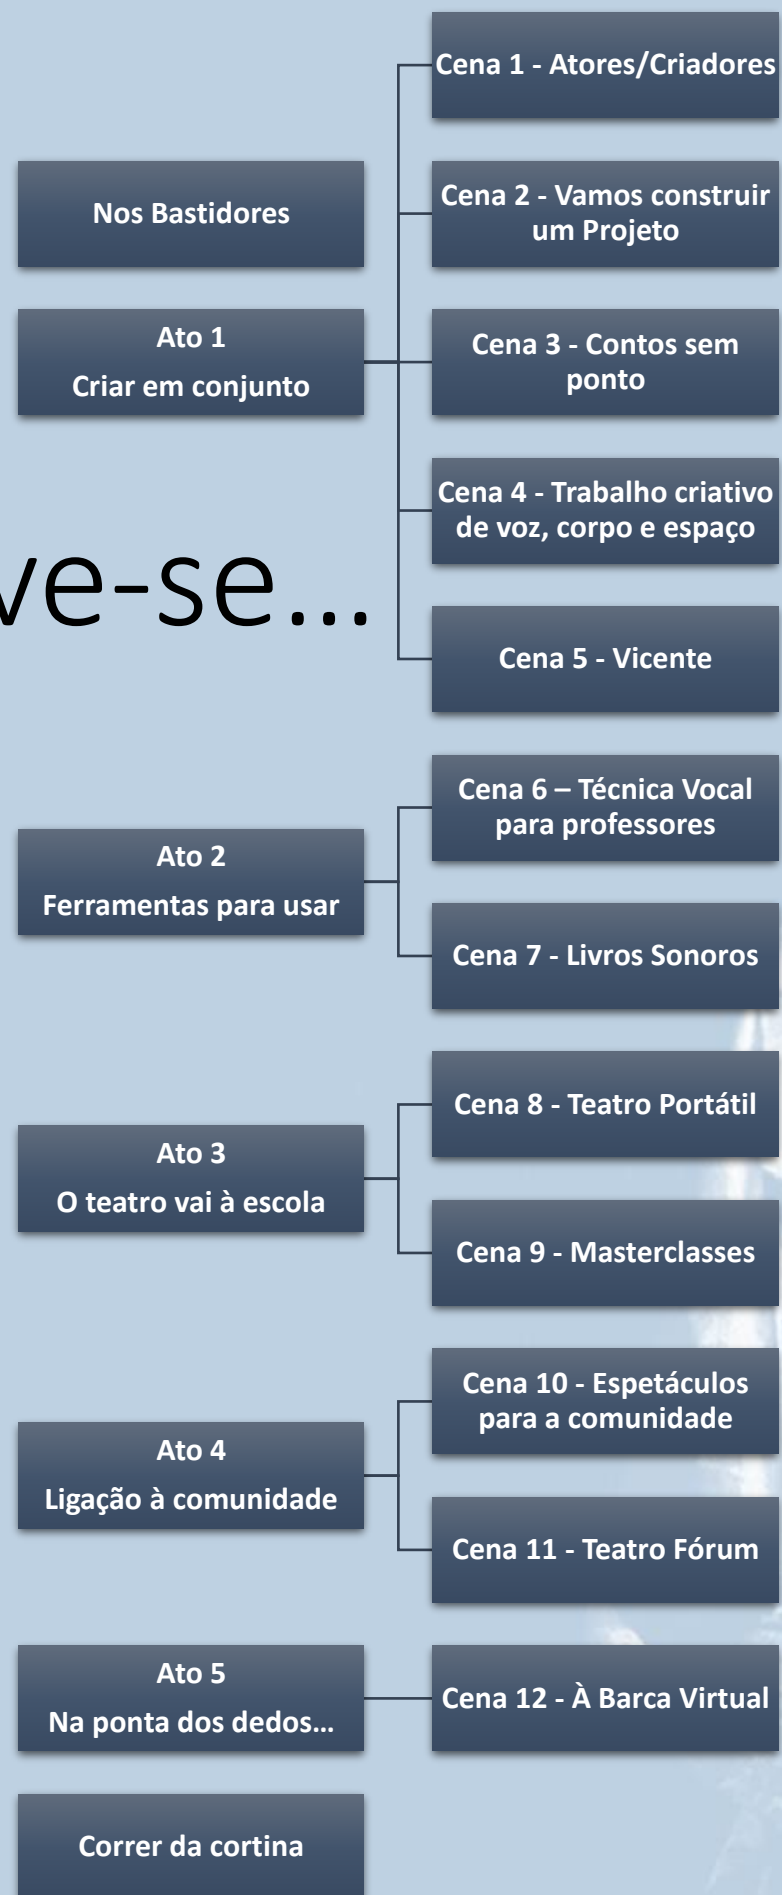 Nos Bastidores
Ato 1
Criar em conjunto
Cena 1 - Atores/Criadores
Cena 2 - Vamos construir
um Projeto
Cena 3 - Contos sem
ponto
Cena 4 - Trabalho criativo
de voz, corpo e espaço
Cena 5 - Vicente
ve-se...
Ato 2
Ferramentas para usar
Cena 6 – Técnica Vocal
para professores
Cena 7 - Livros Sonoros
Ato 3
O teatro vai à escola
Cena 8 - Teatro Portátil
Cena 9 - Masterclasses
Ato 4
Ligação à comunidade
Cena 10 - Espetáculos
para a comunidade
Cena 11 - Teatro Fórum
Ato 5
Na ponta dos dedos...
Cena 12 - À Barca Virtual
Correr da cortina